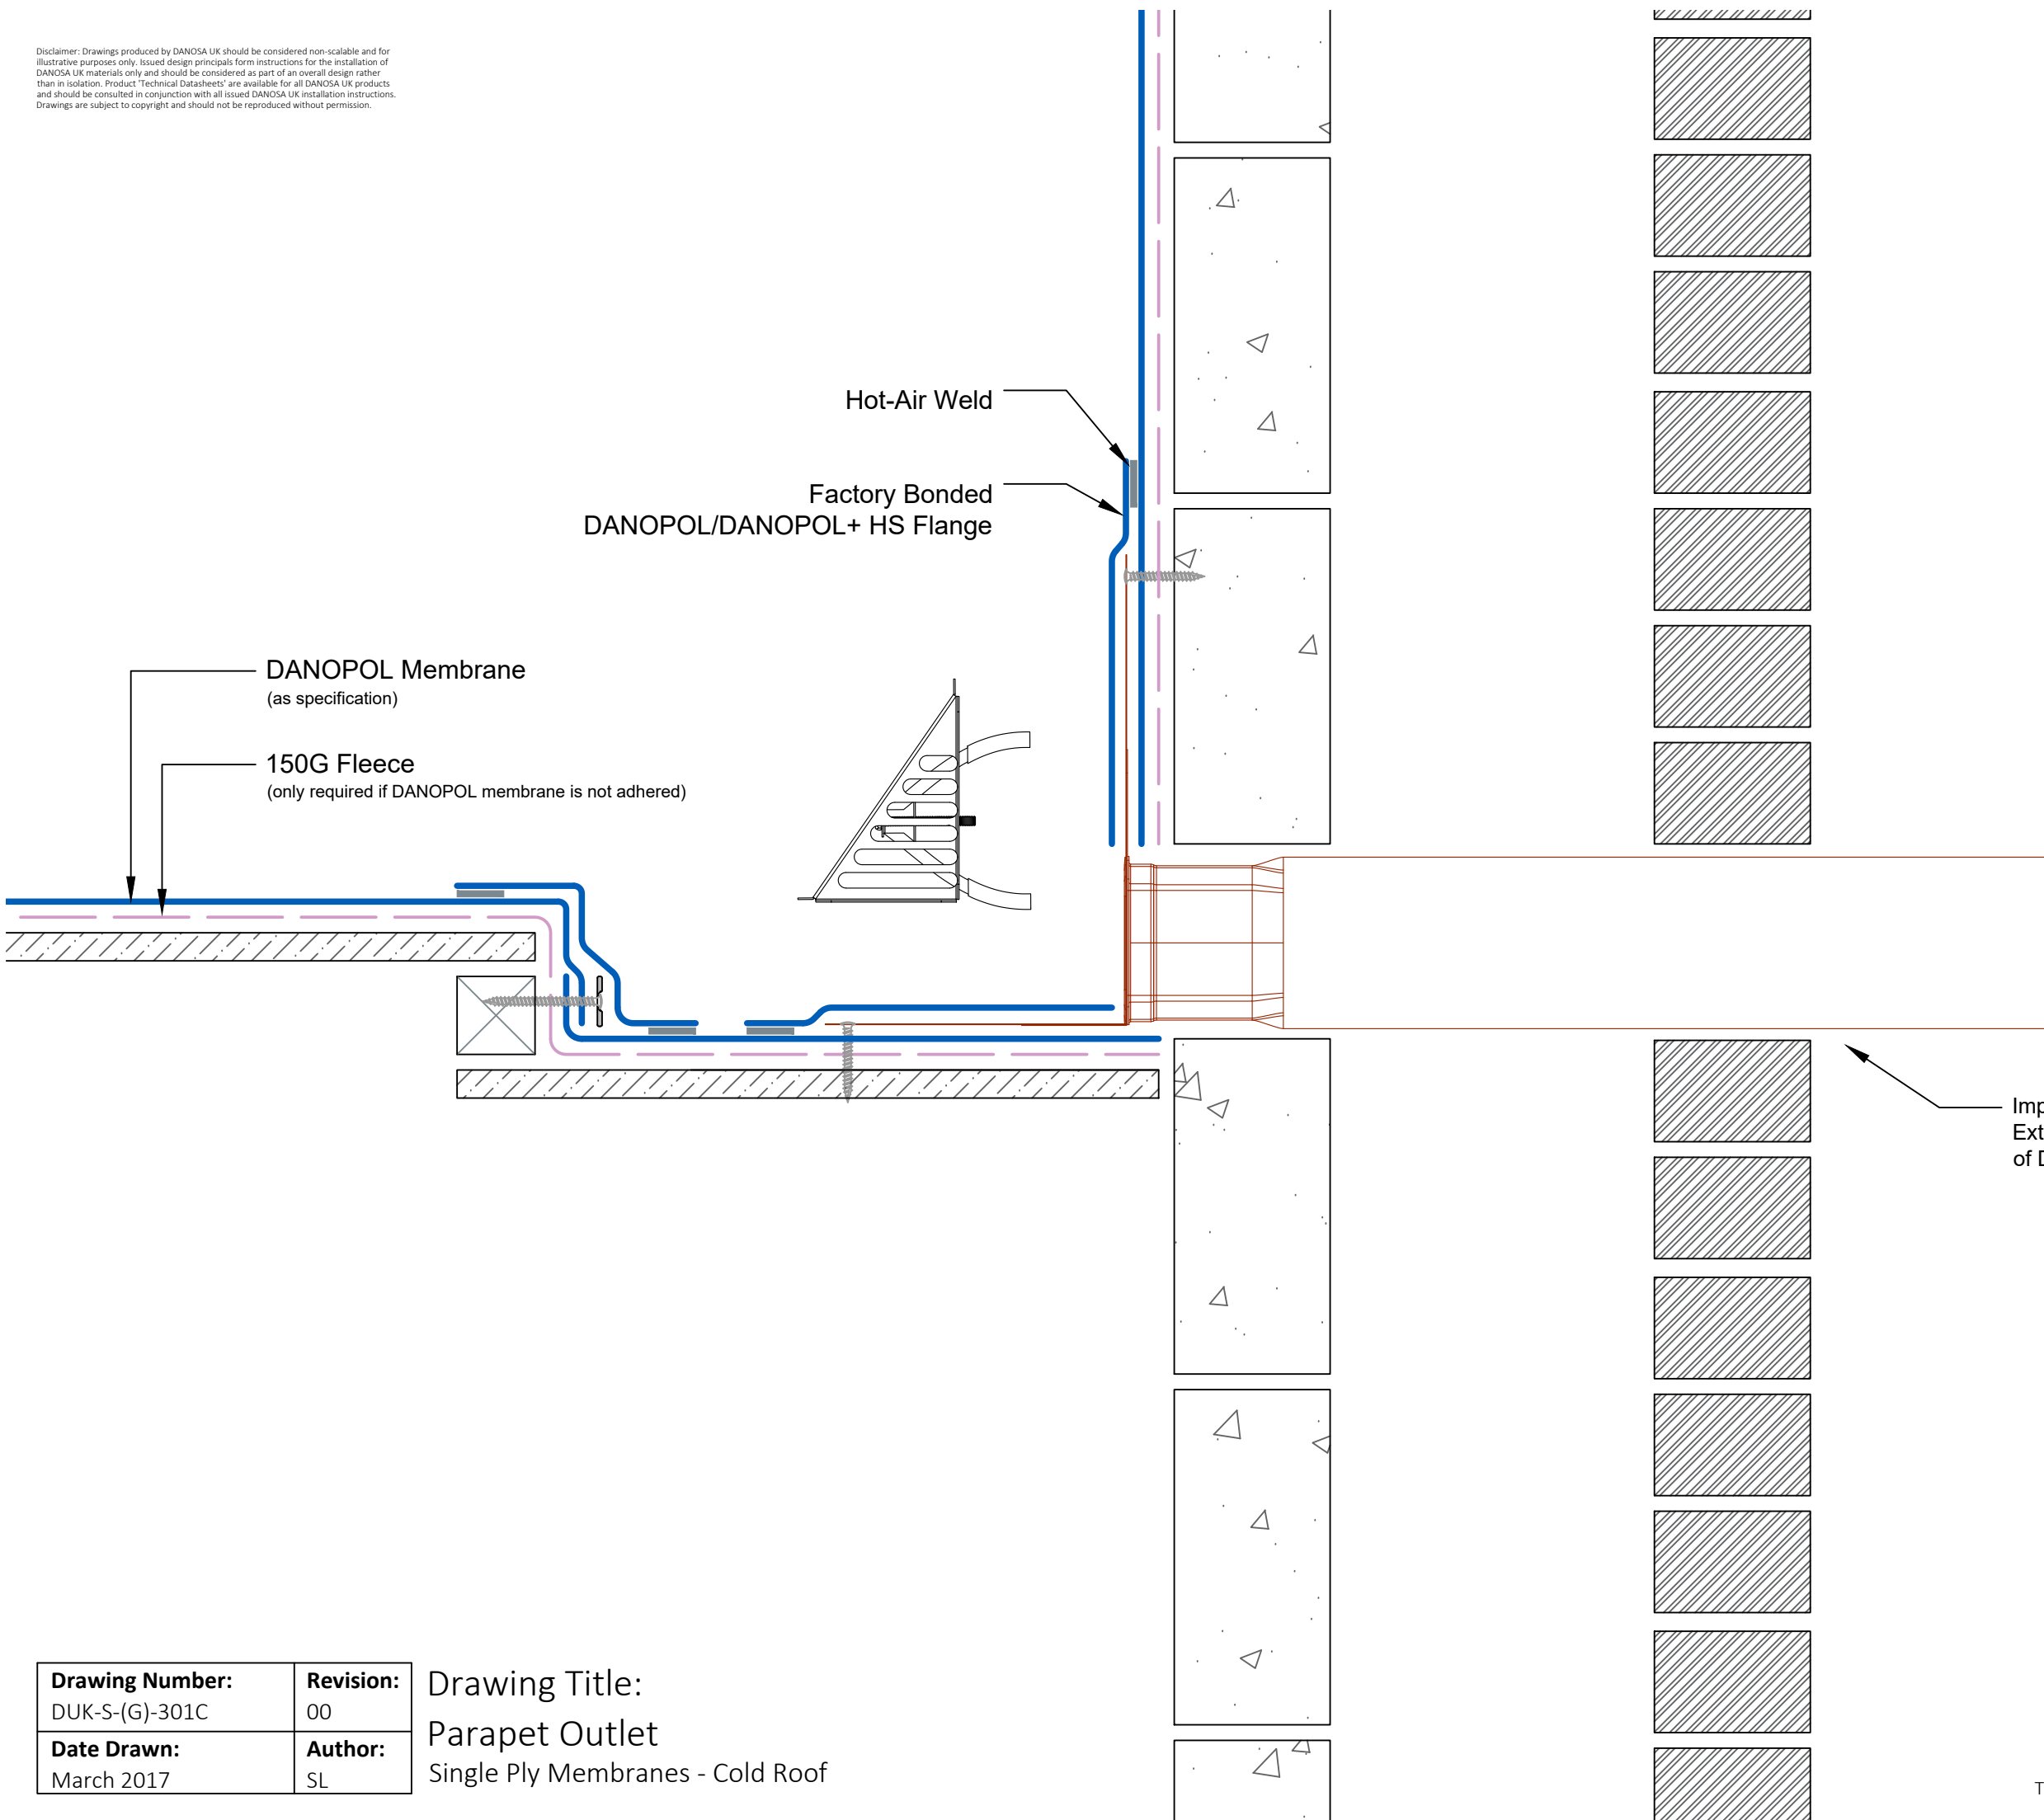 Disclaimer: Drawings produced by DANOSA UK should be considered non-scalable and for
illustrative purposes only. Issued design principals form instructions for the installation of
DANOSA UK materials only and should be considered as part of an overall design rather
than in isolation. Product 'Technical Datasheets' are available for all DANOSA UK products
and should be consulted in conjunction with all issued DANOSA UK installation instructions.
Drawings are subject to copyright and should not be reproduced without permission.
Hot-Air Weld
Factory Bonded
DANOPOL/DANOPOL+ HS Flange
DANOPOL Membrane
(as specification)
150G Fleece
(only required if DANOPOL membrane is not adhered)
of
Drawing Number:
DUK-S-(G)-301C
Revision:
00
Date Drawn:
March 2017
Author:
SL
Drawing Title:
Parapet Outlet
Single Ply Membranes - Cold Roof